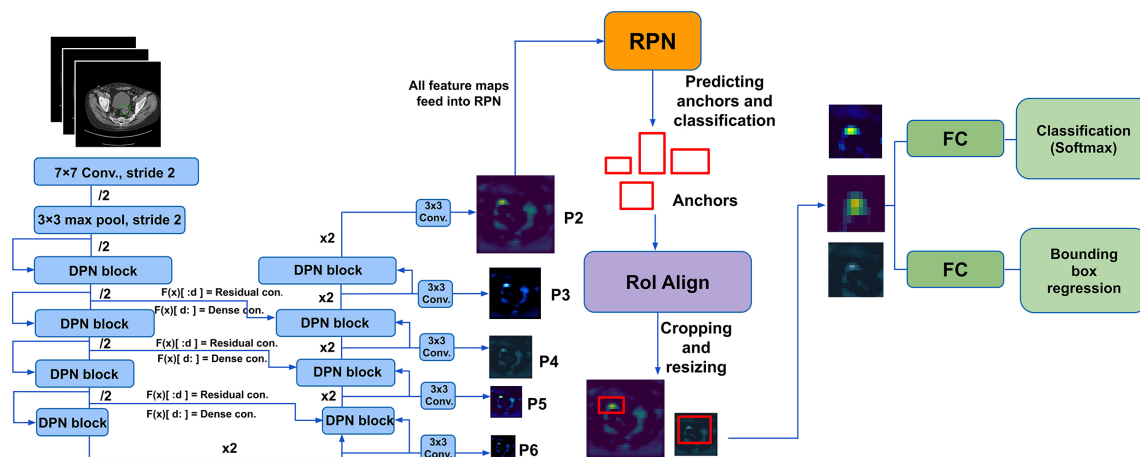 7×7 Conv., stride 2
/2
3×3 max pool, stride 2
/2
DPN block
/2
DPN block
/2
DPN block
/2
DPN block
x2
F(x)[ :d ] = Residual con.
F(x)[ d: ] = Dense con.
F(x)[ :d ] = Residual con.
F(x)[ d: ] = Dense con.
F(x)[ :d ] = Residual con.
F(x)[ d: ] = Dense con.
x2
DPN block
x2
DPN block
x2
DPN block
x2
DPN block
3x3
Conv.
P2
3x3
Conv.
P3
3x3
Conv.
P4
3x3
Conv.
P5
3x3
Conv.
P6
All feature maps
feed into RPN
RPN
Predicting
anchors and
classification
Anchors
RoI Align
Cropping
and
resizing
FC
Classification
(Softmax)
FC
Bounding
box
regression